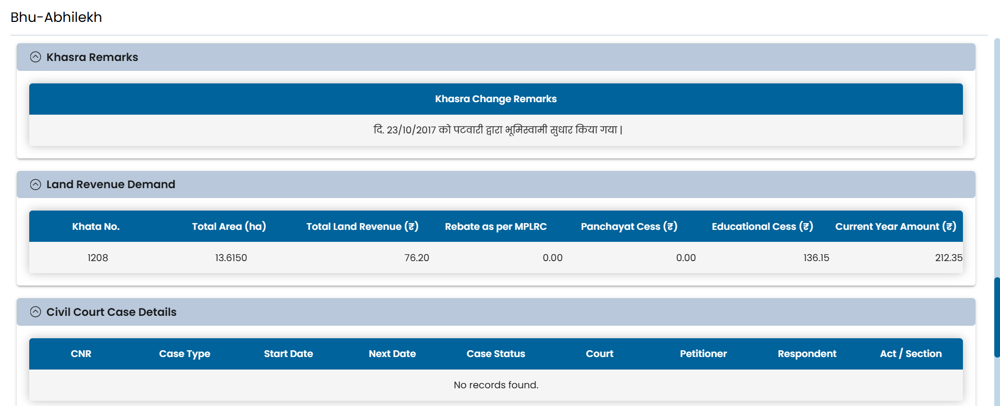 Bhu-Abhilekh
Khasra Remarks
Khasra Change Remarks
दि. 23/10/2017 को पटवारी द्वारा भूमिस्वामी सुधार किया गया |
Land Revenue Demand
Khata No. Total Area (ha) Total Land Revenue (₹) Rebate as per MPLRC Panchayat Cess (₹) Educational Cess (₹) Current Year Amount (₹)
1208 13.6150 76.20 0.00 0.00 136.15 212.35
Civil Court Case Details
CNR Case Type Start Date Next Date Case Status Court Petitioner Respondent Act / Section
No records found.